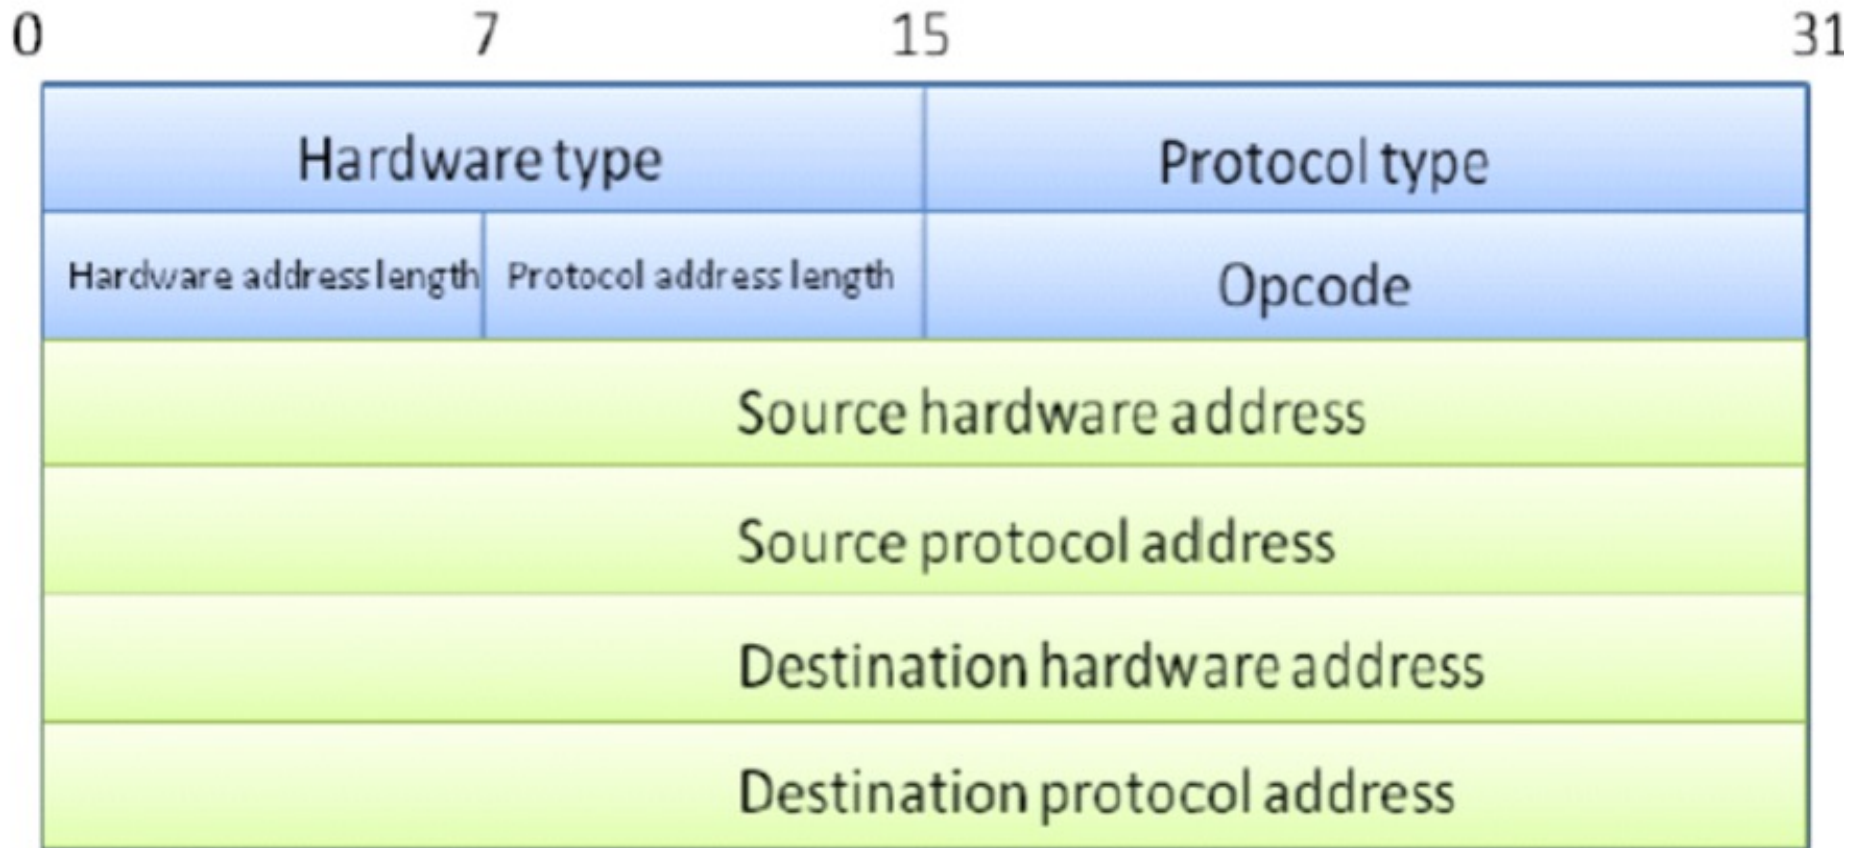 0 7 15 31
Hardware type Protocol type
Hardware address length Protocol address length Opcode
Source hardware address
Source protocol address
Destination hardware address
Destination protocol address